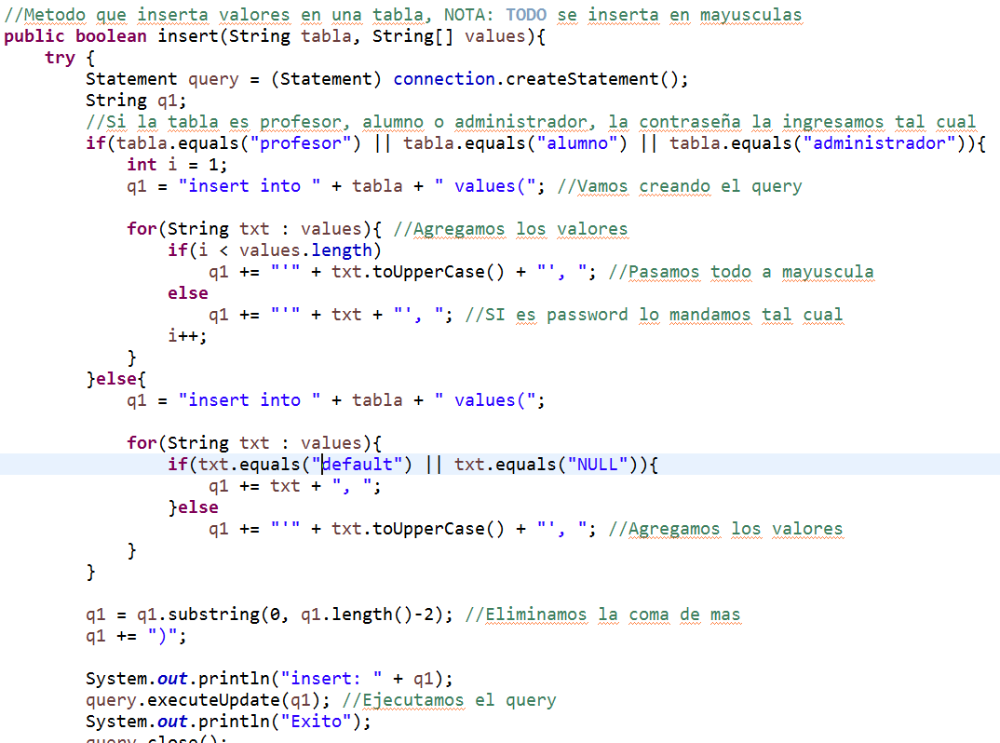 //Metodo que inserta valores en una tabla, NOTA: TODO se inserta en mayusculas
public boolean insert(String tabla, String[] values){
    try {
        Statement query = (Statement) connection.createStatement();
        String q1;
        //Si la tabla es profesor, alumno o administrador, la contraseña la ingresamos tal cual
        if(tabla.equals("profesor") || tabla.equals("alumno") || tabla.equals("administrador")){
            int i = 1;
            q1 = "insert into " + tabla + " values("; //Vamos creando el query

            for(String txt : values){ //Agregamos los valores
                if(i < values.length)
                    q1 += "'" + txt.toUpperCase() + "', "; //Pasamos todo a mayuscula
                else
                    q1 += "'" + txt + "', "; //SI es password lo mandamos tal cual
                i++;
            }
        }else{
            q1 = "insert into " + tabla + " values(";

            for(String txt : values){
                if(txt.equals("default") || txt.equals("NULL")){
                    q1 += txt + ", ";
                }else
                    q1 += "'" + txt.toUpperCase() + "', "; //Agregamos los valores
            }
        }

        q1 = q1.substring(0, q1.length()-2); //Eliminamos la coma de mas
        q1 += ")";

        System.out.println("insert: " + q1);
        query.executeUpdate(q1); //Ejecutamos el query
        System.out.println("Exito");
        query.close();